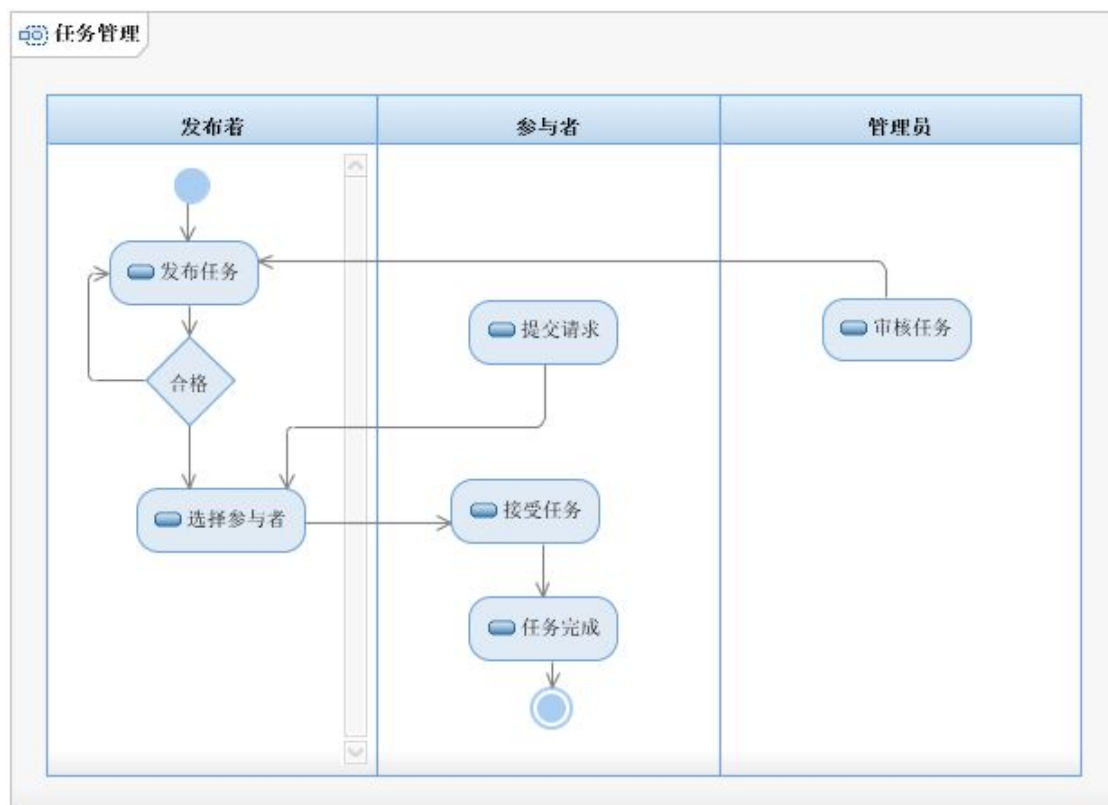 任务管理
发布着
参与者
管理员
发布任务
提交请求
审核任务
合格
选择参与者
接受任务
任务完成